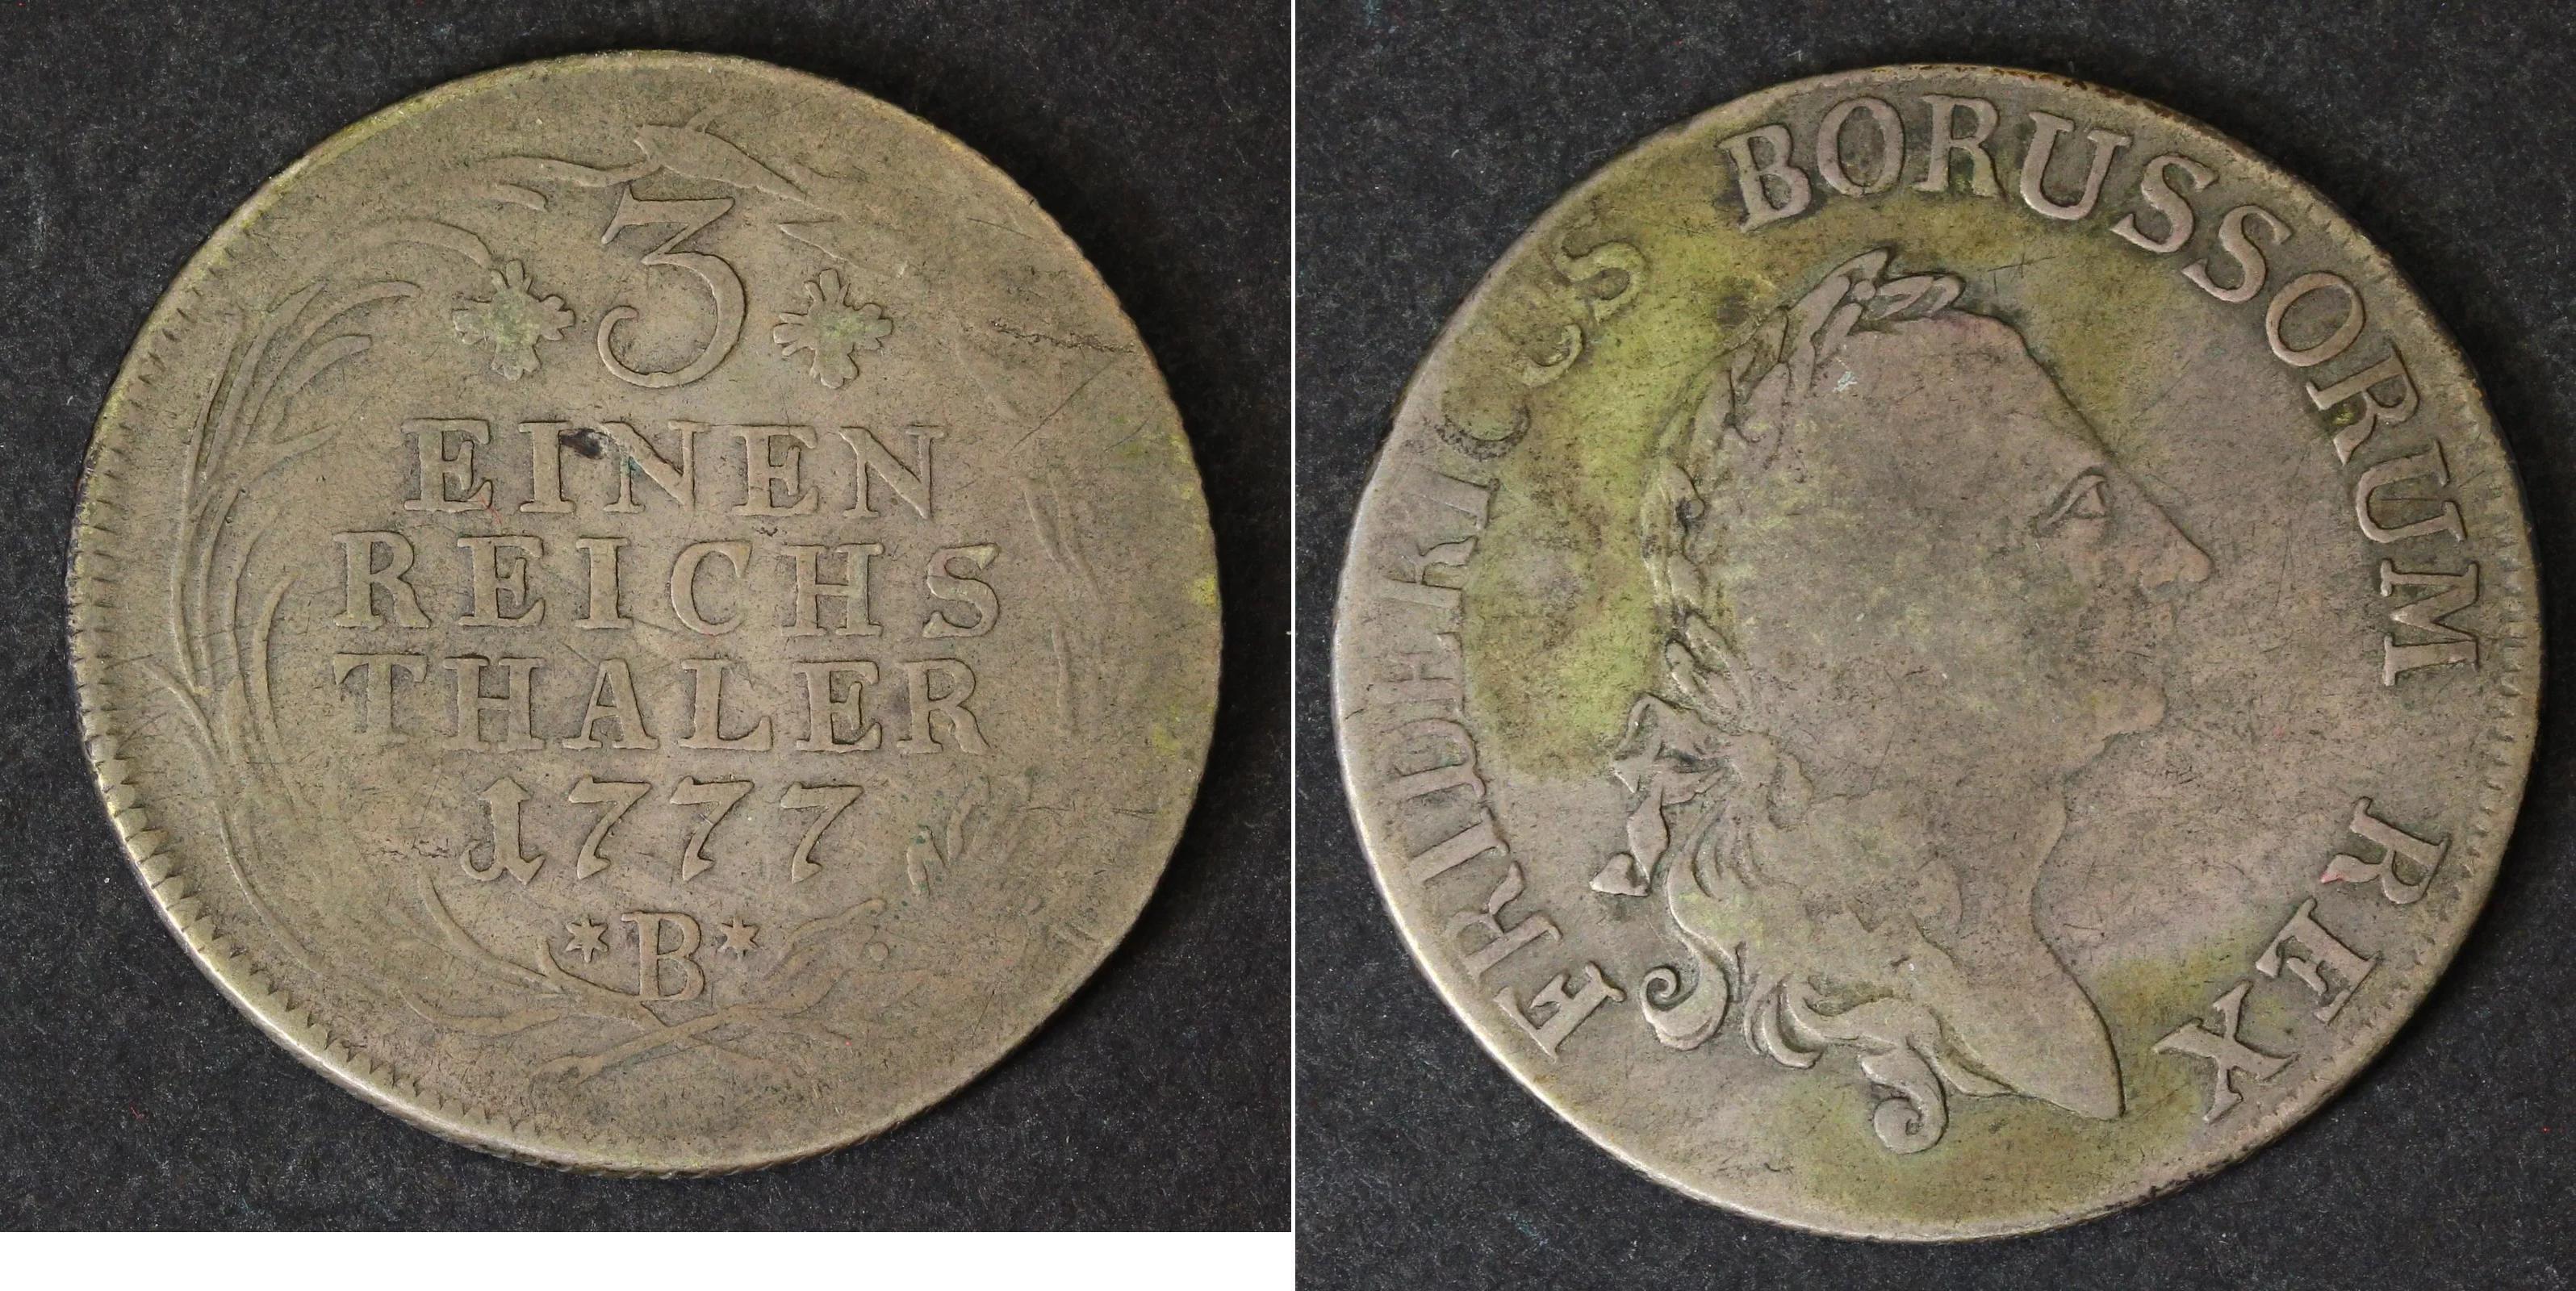 3
EINEN
REICHS
THALER
1777
*B*
FRIDERICUS BORUSSORUM REX